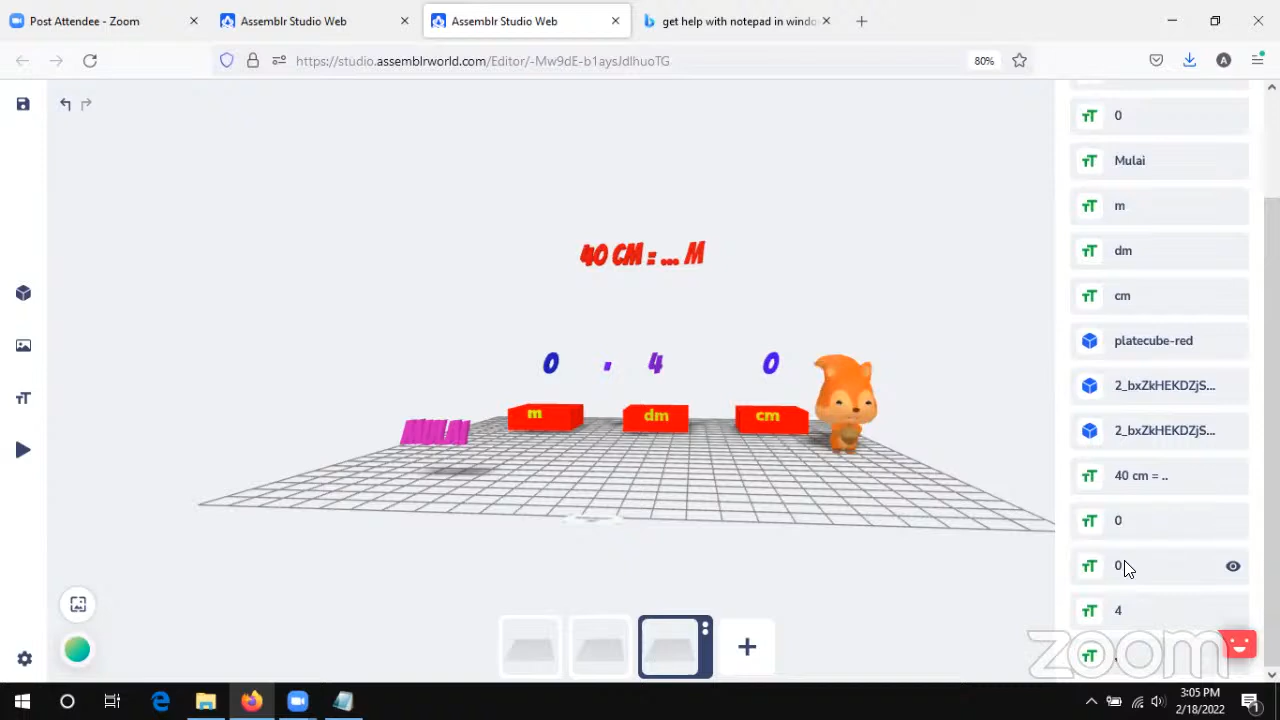 Post Attendee - Zoom
Assemblr Studio Web
Assemblr Studio Web
get help with notepad in windo
https://studio.assemblrworld.com/Editor/-Mw9dE-b1aysJdlhuoTG
80%
0
Mulai
m
dm
cm
platecube-red
2_bxZkHEKDZjS...
2_bxZkHEKDZjS...
40 cm = ..
0
0
4
40 CM = ... M
0 . 4 0
m dm cm
zoom
3:05 PM
2/18/2022